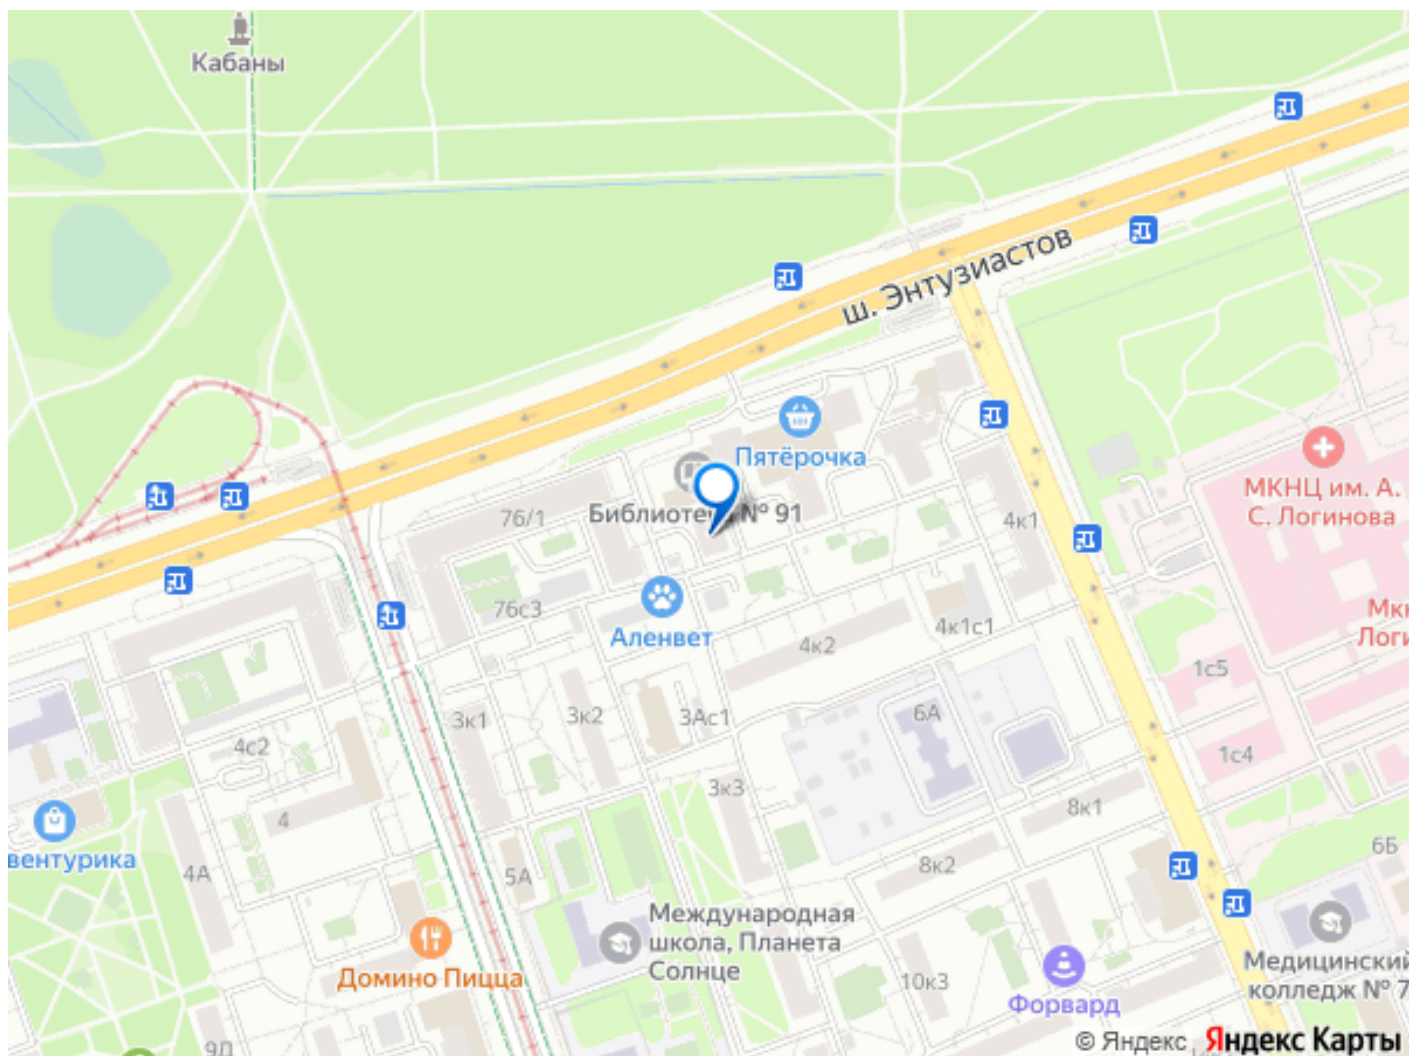 Кабаны
ш. Энтузиастов
Пятёрочка
МКНЦ им. А.
С. Логинова
76/1
Библиотека № 91
4к1
76с3
Аленвет
4к2
4к1с1
1с5
3к1
3к2
3Ас1
6А
4с2
1с4
3к3
8к1
4
вентурика
4А
5А
8к2
6Б
Международная
школа, Планета
Солнце
Домино Пицца
10к3
Форвард
Медицинский
колледж № 7
9Д
© Яндекс Яндекс Карты